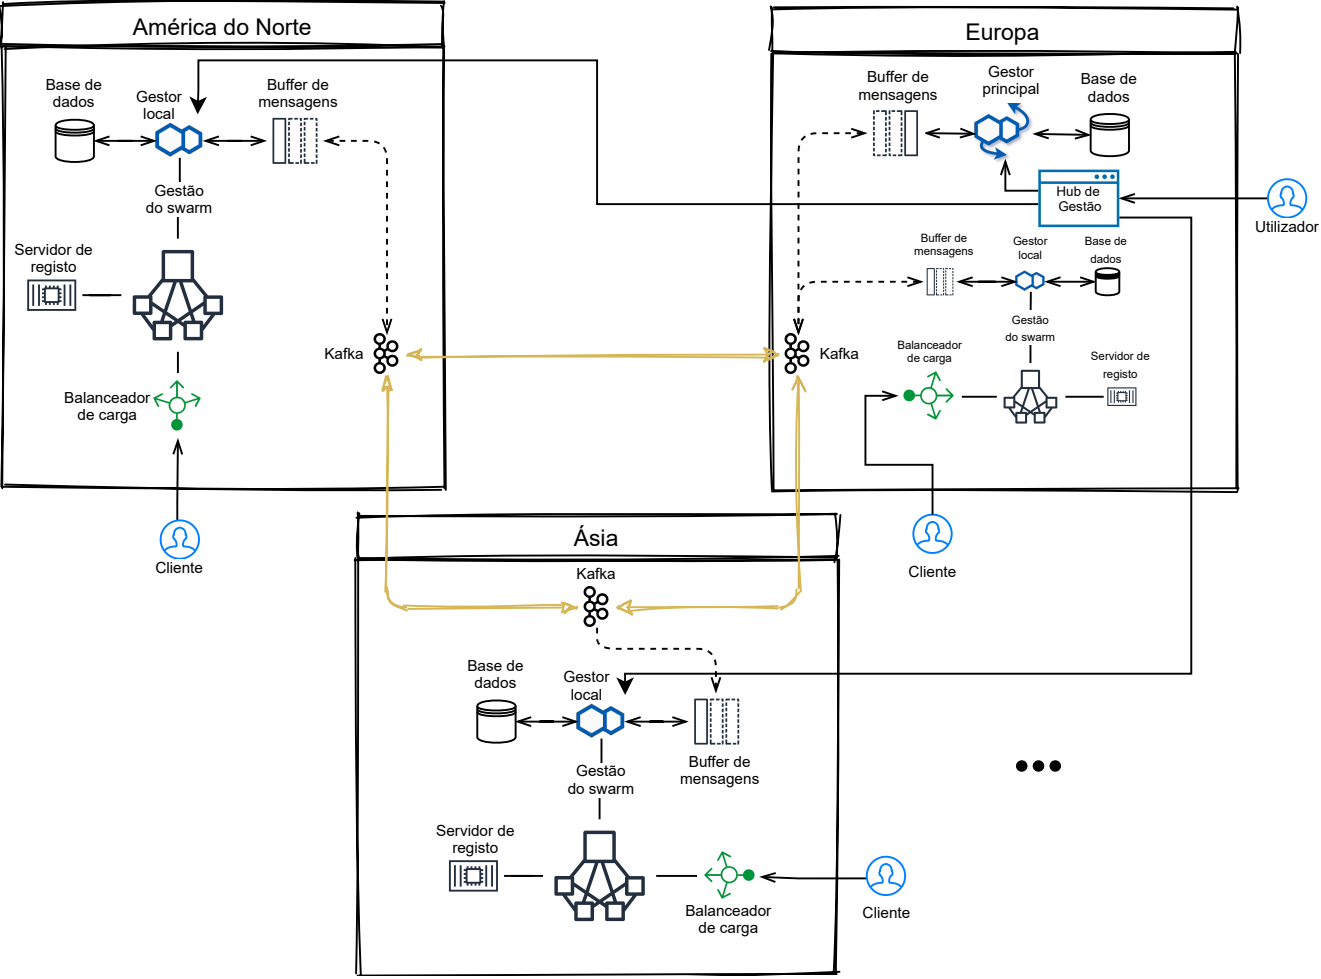 América do Norte
Base de
dados
Gestor
local
Buffer de
mensagens
Gestão
do swarm
Servidor de
registo
Kafka
Balanceador
de carga
Cliente
Europa
Buffer de
mensagens
Gestor
principal
Base de
dados
Hub de
Gestão
Utilizador
Buffer de
mensagens
Gestor
local
Base de
dados
Gestão
do swarm
Kafka
Balanceador
de carga
Servidor de
registo
Cliente
Ásia
Kafka
Base de
dados
Gestor
local
Buffer de
mensagens
Gestão
do swarm
Servidor de
registo
Balanceador
de carga
Cliente